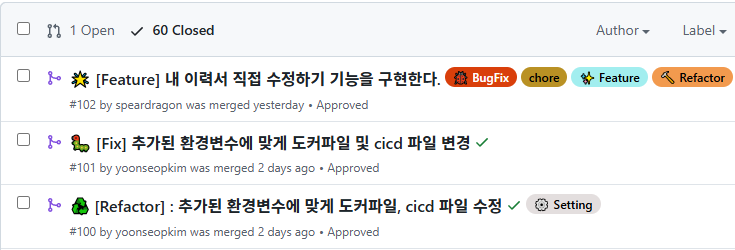 1 Open 60 Closed Author Label
[Feature] 내 이력서 직접 수정하기 기능을 구현한다. BugFix chore Feature Refactor
#102 by speardragon was merged yesterday • Approved
[Fix] 추가된 환경변수에 맞게 도커파일 및 cicd 파일 변경
#101 by yoonseopkim was merged 2 days ago • Approved
[Refactor] : 추가된 환경변수에 맞게 도커파일, cicd 파일 수정 Setting
#100 by yoonseopkim was merged 2 days ago • Approved